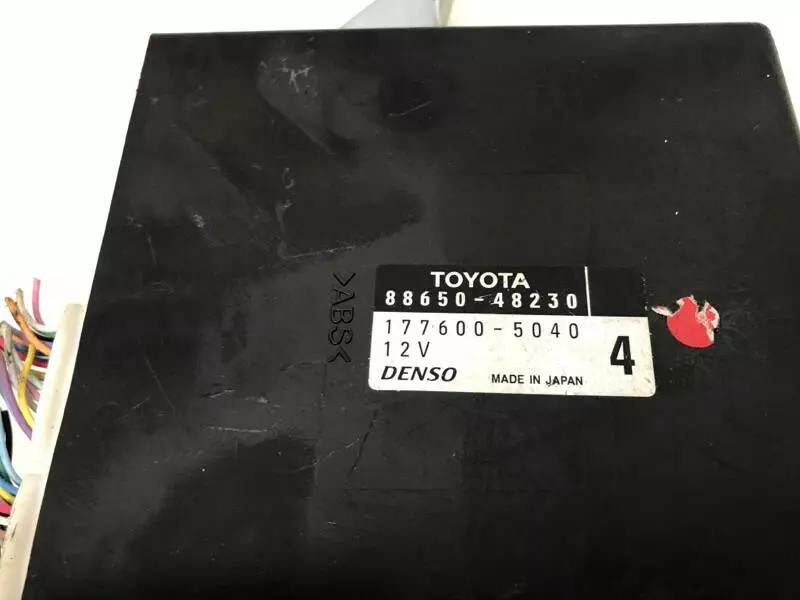 TOYOTA
88650-48230
177600-5040
12V
4
DENSO
MADE IN JAPAN
>ABS<